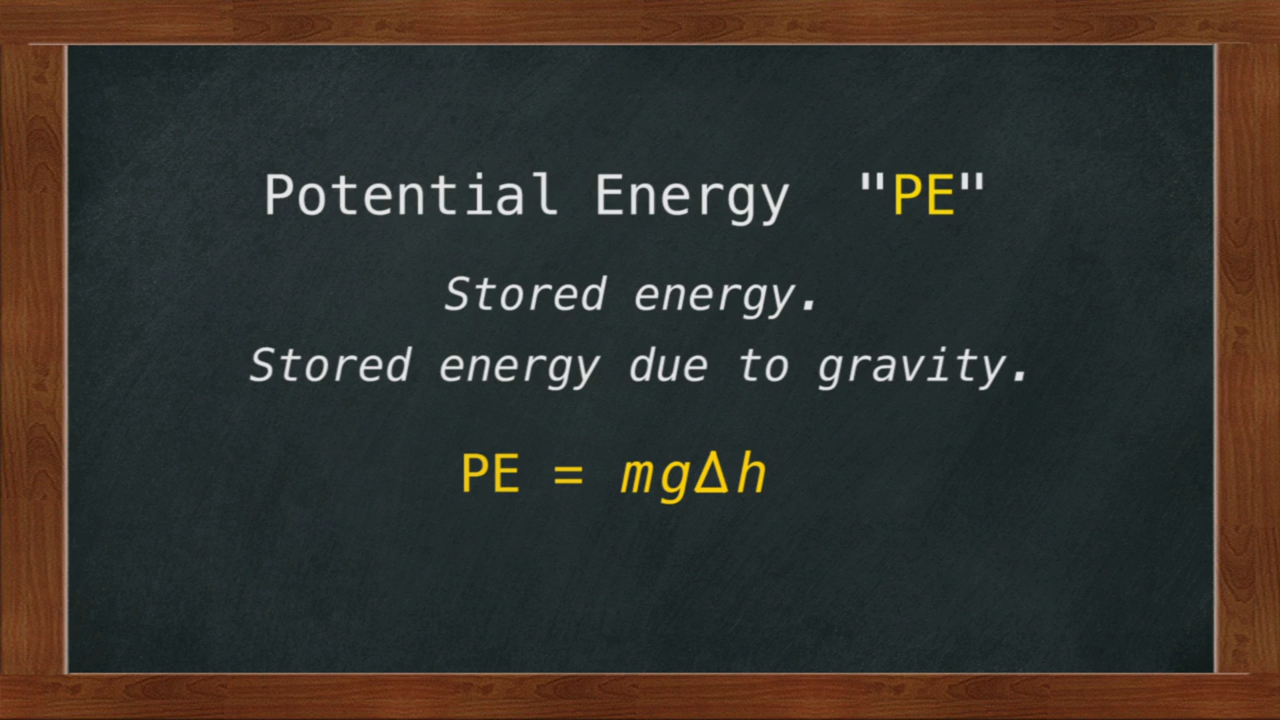 Potential Energy "PE"
Stored energy.
Stored energy due to gravity.
PE = mgΔh